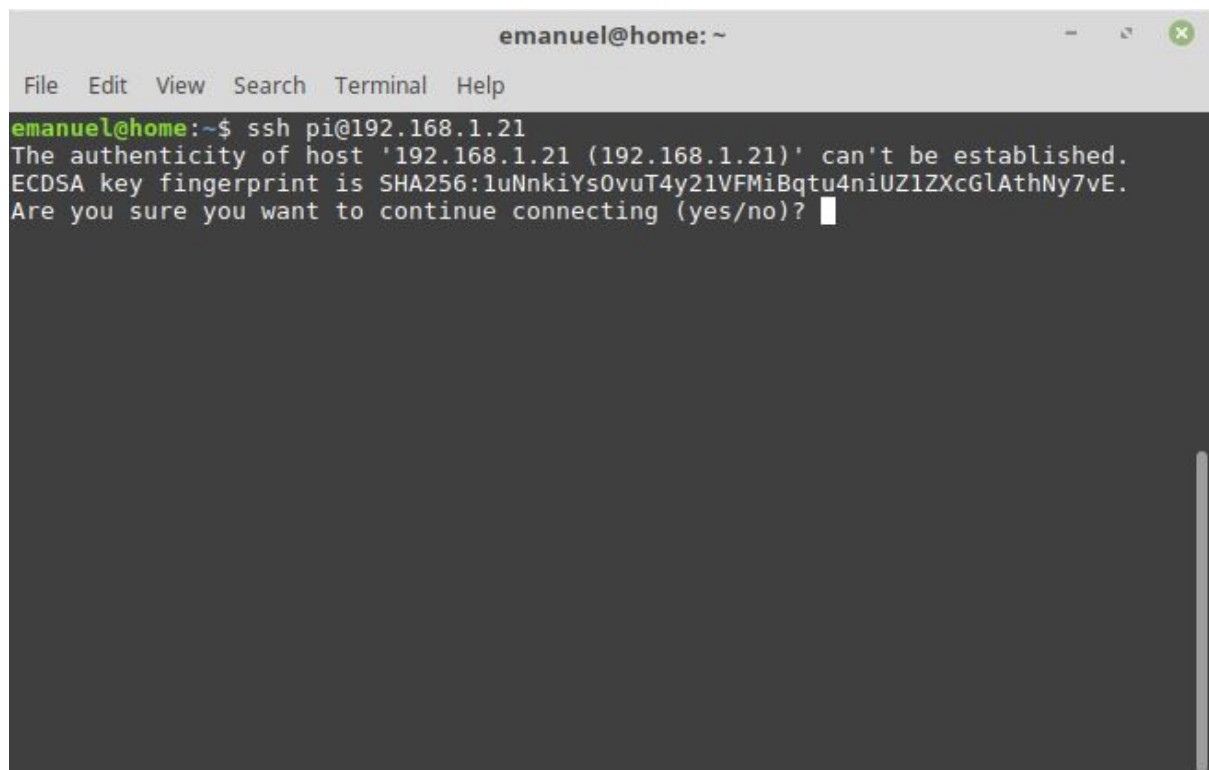 emanuel@home: ~
File Edit View Search Terminal Help
emanuel@home:~$ ssh pi@192.168.1.21
The authenticity of host '192.168.1.21 (192.168.1.21)' can't be established.
ECDSA key fingerprint is SHA256:1uNnkiYsOvuT4y21VFMiBqtu4niUZ1ZXcGlAthNy7vE.
Are you sure you want to continue connecting (yes/no)?